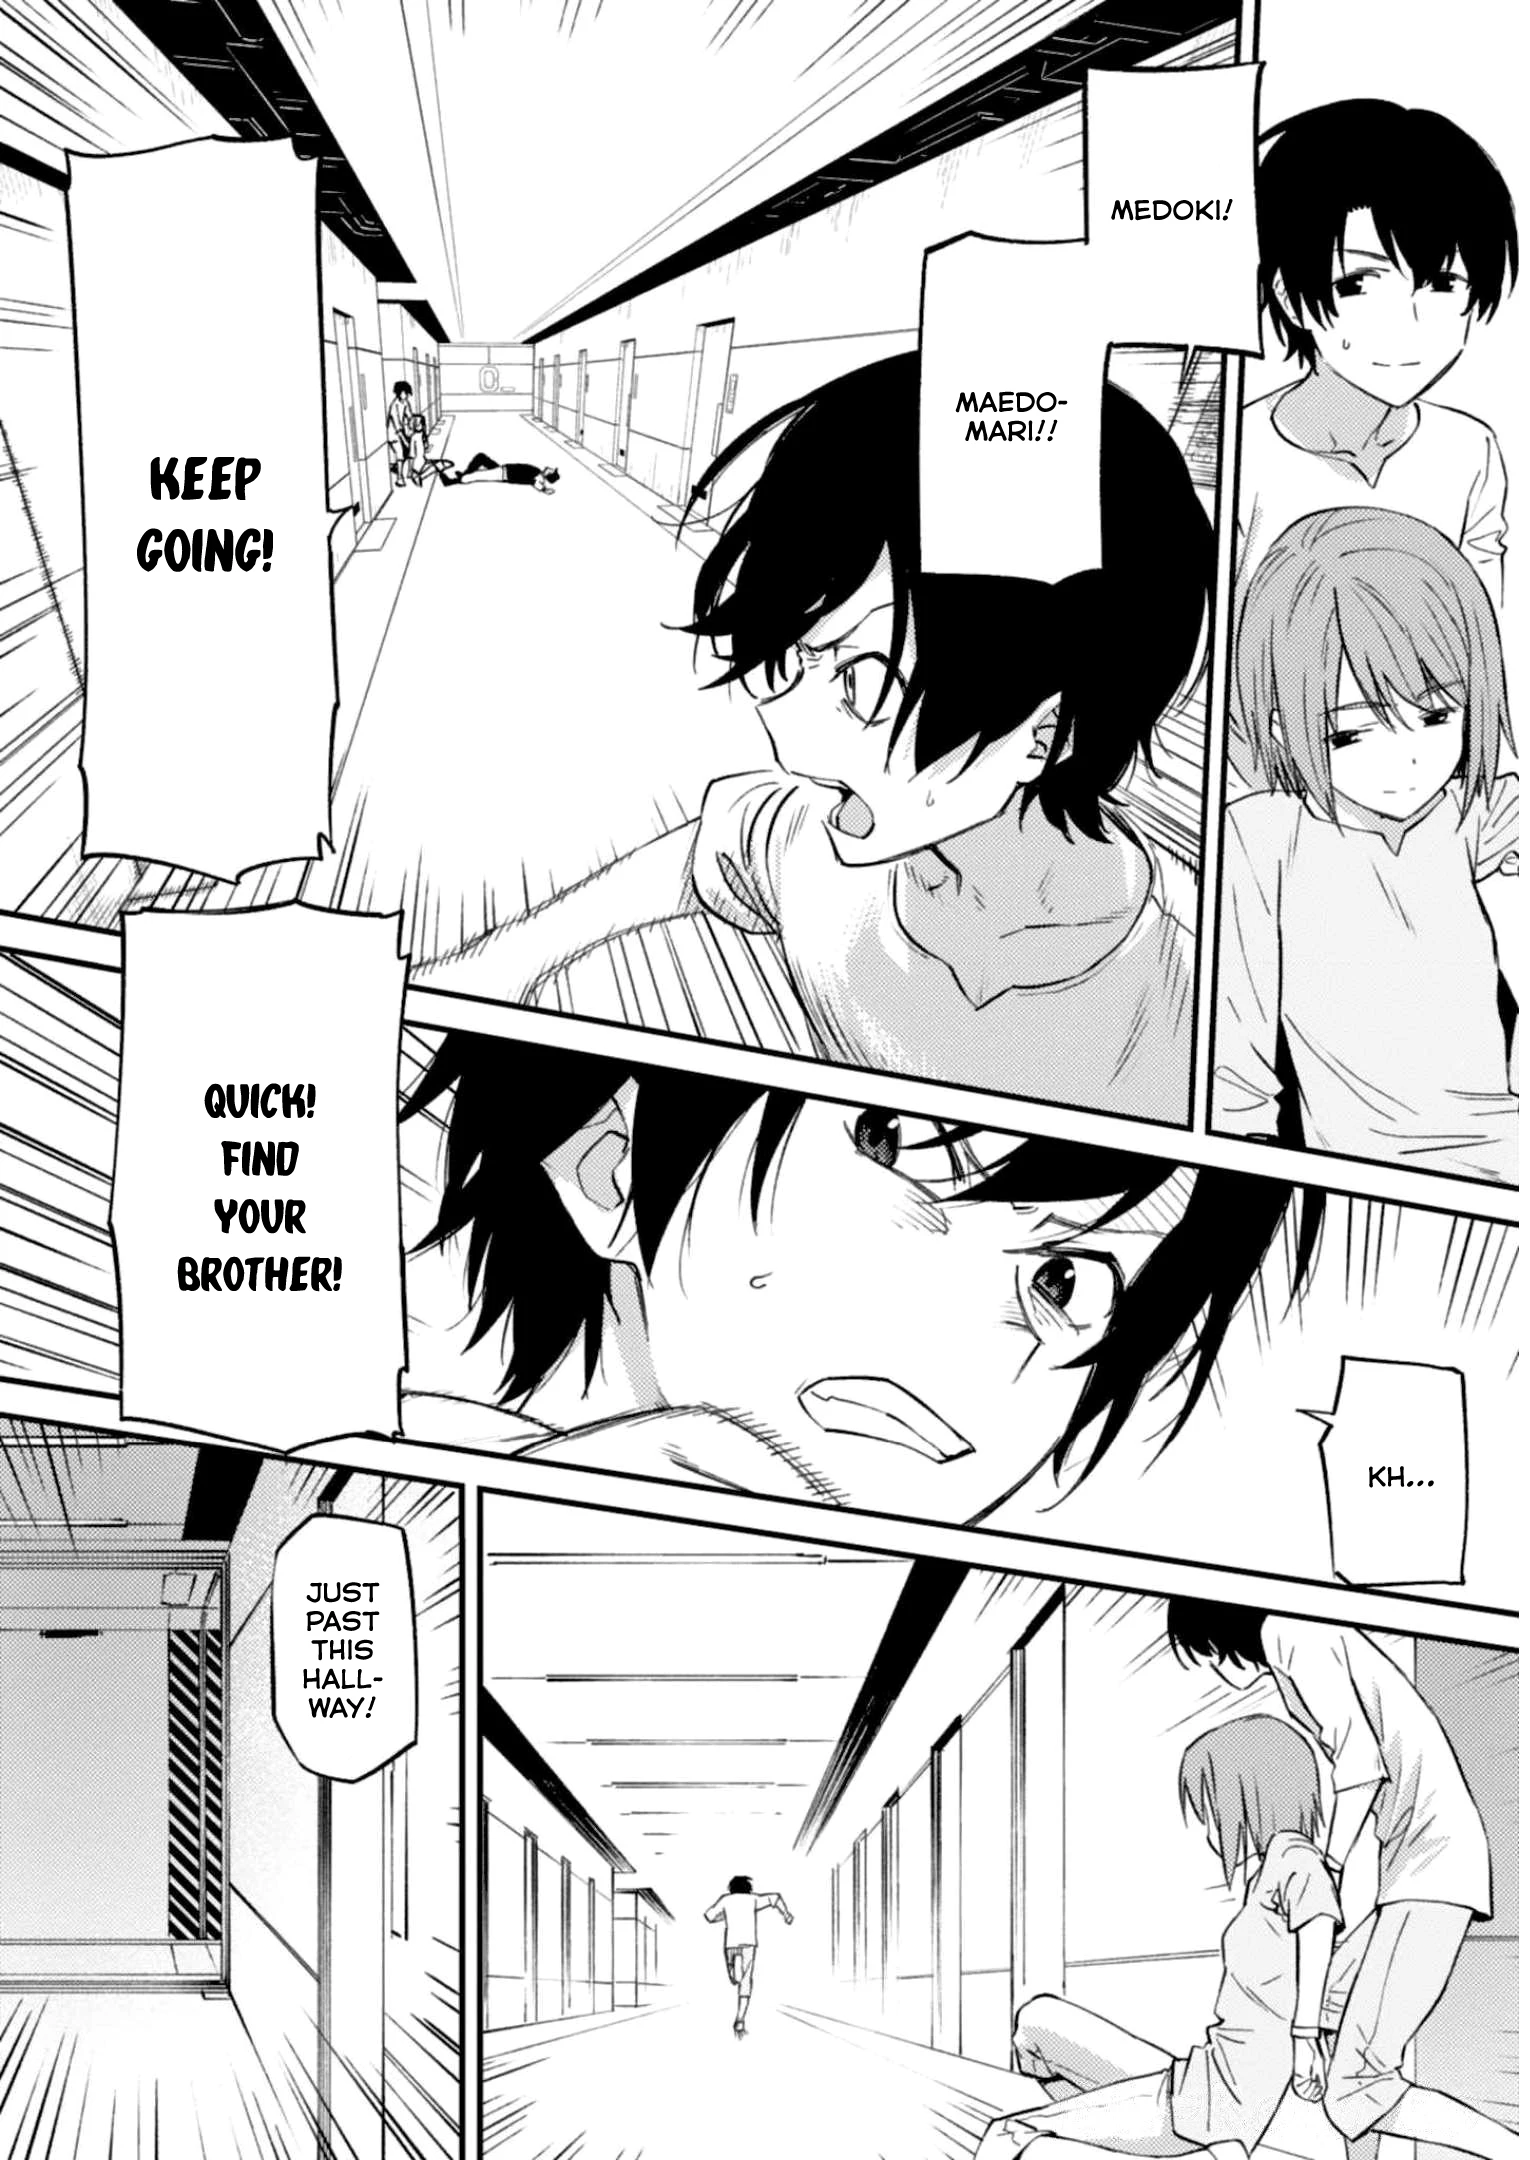 MEDOKI!
MAEDO-
MARI!!
KEEP
GOING!
QUICK!
FIND
YOUR
BROTHER!
KH...
JUST
PAST
THIS
HALL-
WAY!